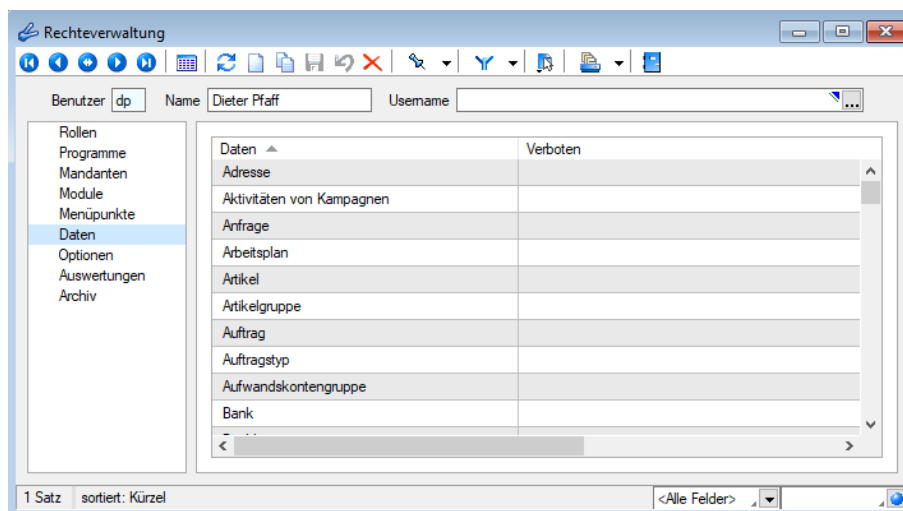 Rechteverwaltung
Benutzer dp Name Dieter Pfaff Username
Rollen
Programme
Mandanten
Module
Menüpunkte
Daten
Optionen
Auswertungen
Archiv
Daten Verboten
Adresse
Aktivitäten von Kampagnen
Anfrage
Arbeitsplan
Artikel
Artikelgruppe
Auftrag
Auftragstyp
Aufwandskontengruppe
Bank
1 Satz sortiert: Kürzel <Alle Felder>